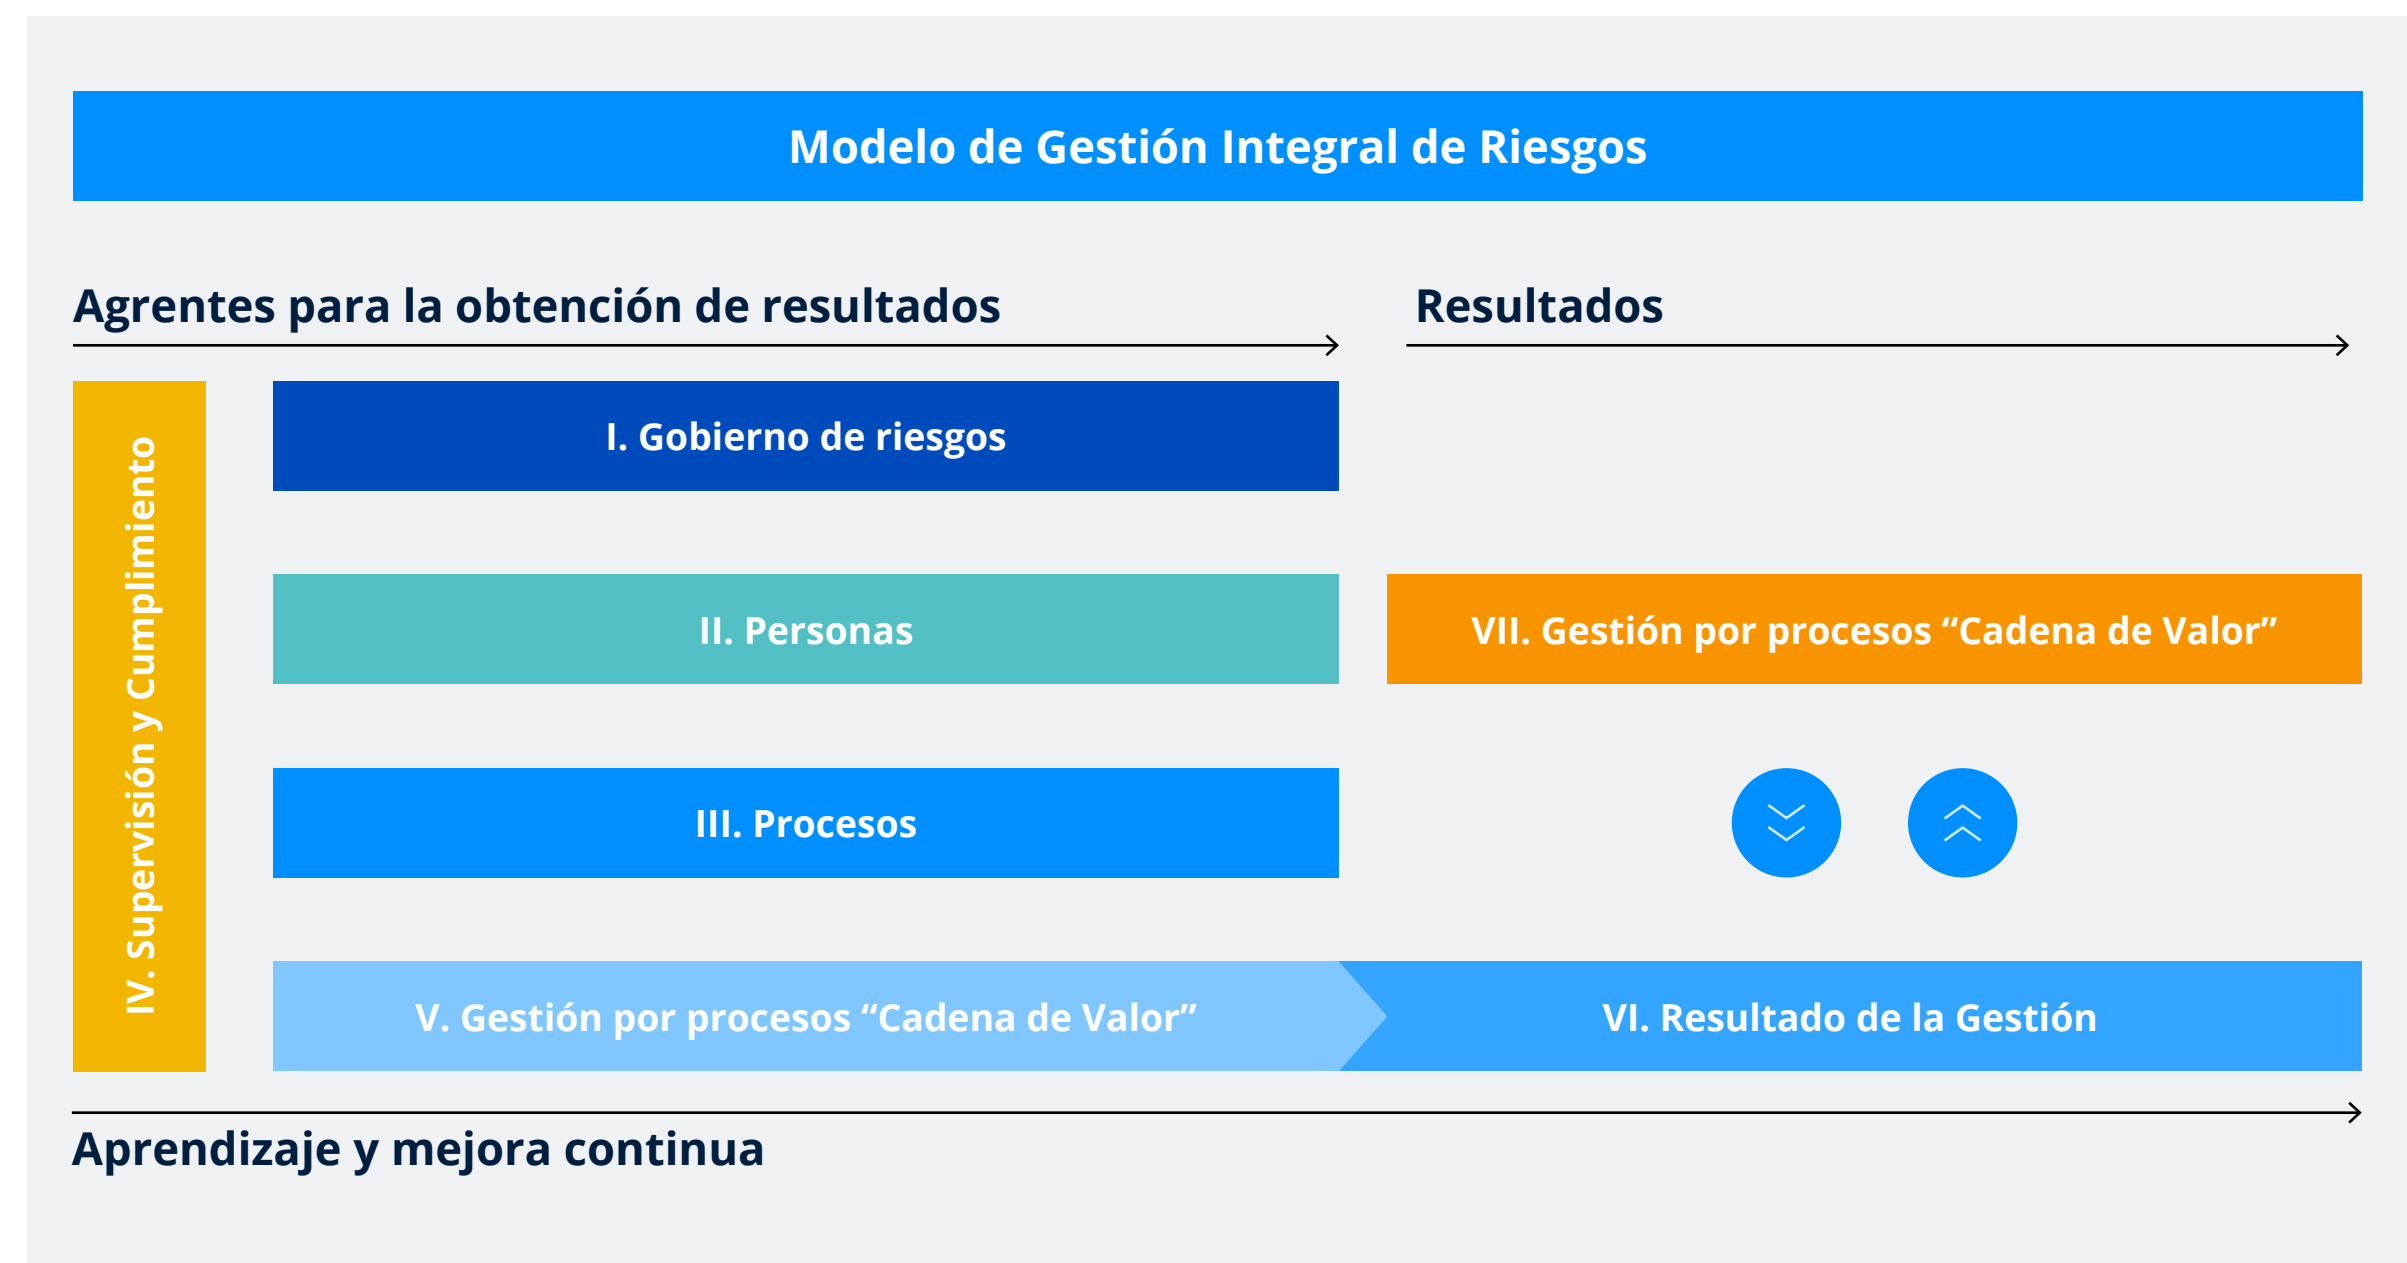 Modelo de Gestión Integral de Riesgos
Agrentes para la obtención de resultados
Resultados
IV. Supervisión y Cumplimiento
I. Gobierno de riesgos
II. Personas
VII. Gestión por procesos “Cadena de Valor”
III. Procesos
V. Gestión por procesos “Cadena de Valor”
VI. Resultado de la Gestión
Aprendizaje y mejora continua